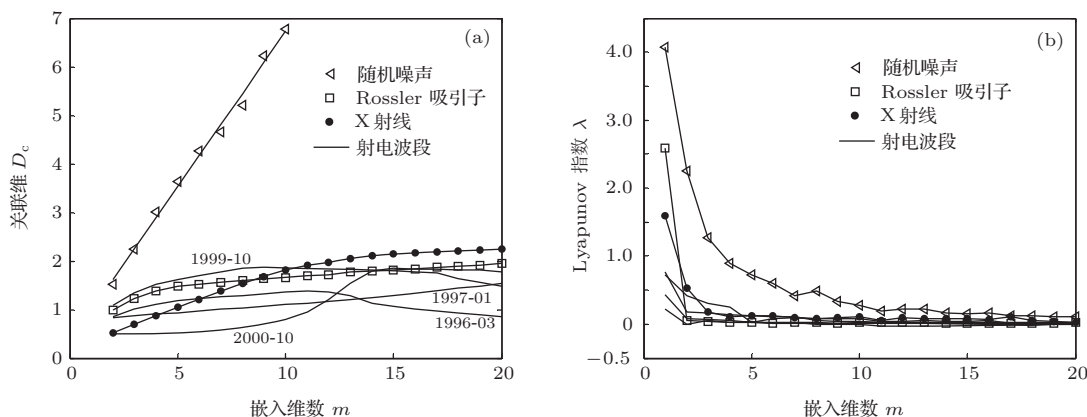 7
6
5
4
3
2
1
0
0
5
10
15
20
关联维 Dc
嵌入维数 m
(a)
随机噪声
Rossler 吸引子
X 射线
射电波段
1999-10
1997-01
1996-03
2000-10
4.0
3.0
2.0
1.0
0
−0.5
0
5
10
15
20
Lyapunov 指数 λ
嵌入维数 m
(b)
随机噪声
Rossler 吸引子
X 射线
射电波段